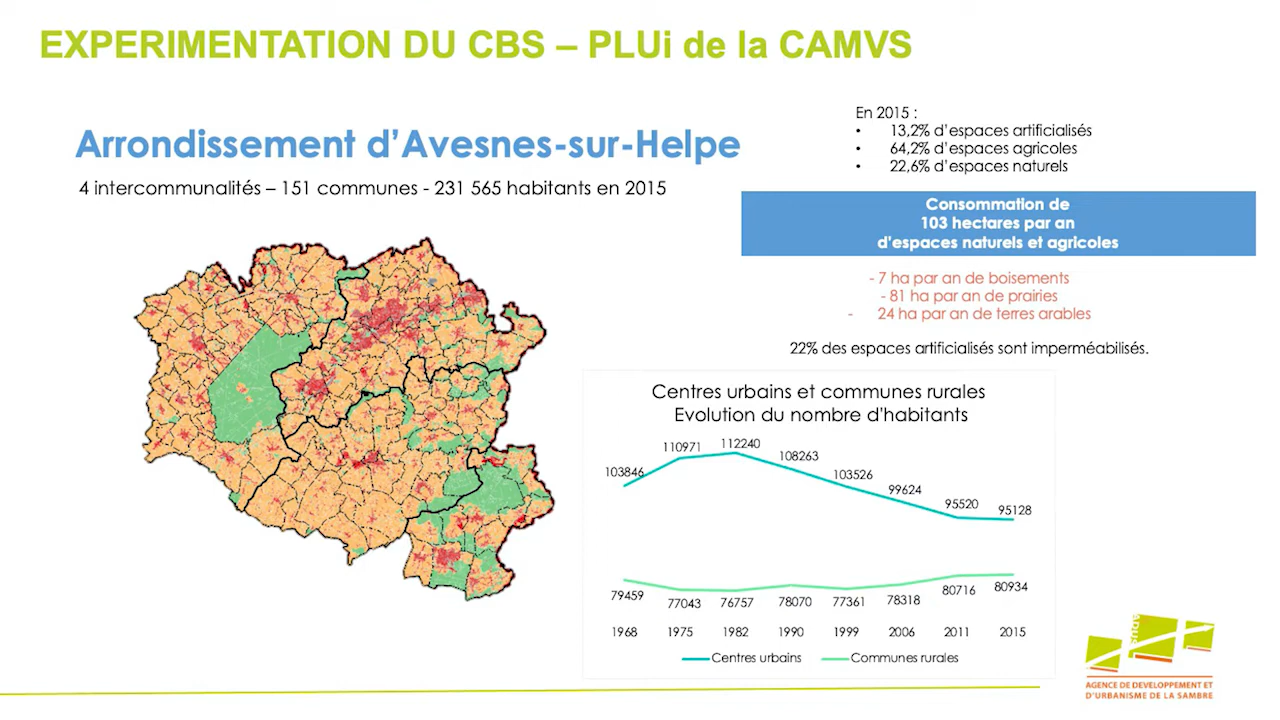 EXPERIMENTATION DU CBS – PLUi de la CAMVS
Arrondissement d'Avesnes-sur-Helpe
4 intercommunalités – 151 communes - 231 565 habitants en 2015
En 2015 :
• 13,2% d'espaces artificialisés
• 64,2% d'espaces agricoles
• 22,6% d'espaces naturels
Consommation de
103 hectares par an
d'espaces naturels et agricoles
- 7 ha par an de boisements
- 81 ha par an de prairies
- 24 ha par an de terres arables
22% des espaces artificialisés sont imperméabilisés.
Centres urbains et communes rurales
Evolution du nombre d'habitants
103846 110971 112240 108263 103526 99624 95520 95128
79459 77043 76757 78070 77361 78318 80716 80934
1968 1975 1982 1990 1999 2006 2011 2015
Centres urbains Communes rurales
AGENCE DE DEVELOPPEMENT ET
D'URBANISME DE LA SAMBRE